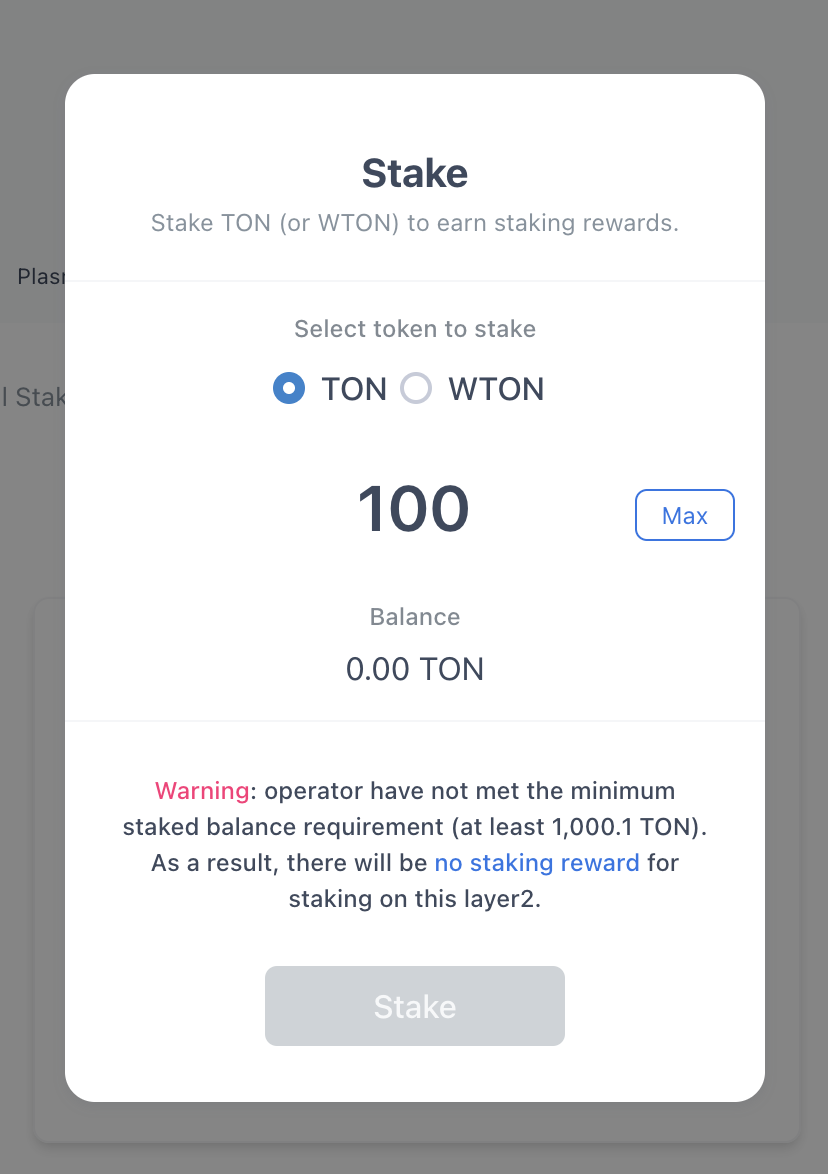 Stake
Stake TON (or WTON) to earn staking rewards.
Select token to stake
TON WTON
100
Max
Balance
0.00 TON
Warning: operator have not met the minimum
staked balance requirement (at least 1,000.1 TON).
As a result, there will be no staking reward for
staking on this layer2.
Stake